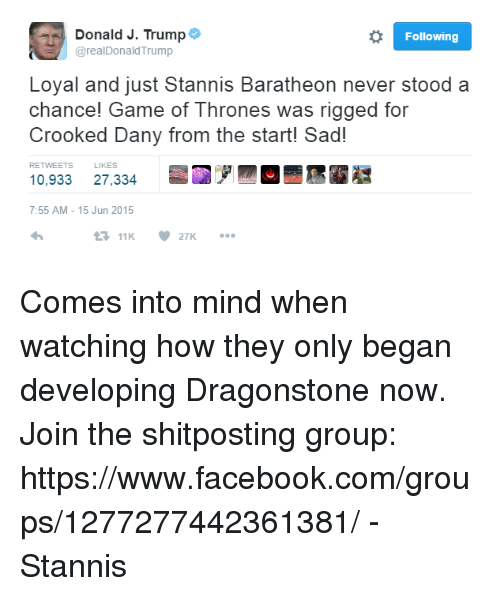 Donald J. Trump
Following
@realDonaldTrump
Loyal and just Stannis Baratheon never stood a
chance! Game of Thrones was rigged for
Crooked Dany from the start! Sad!
RETWEETS LIKES
10,933 27,334
7:55 AM - 15 Jun 2015
11K 27K
Comes into mind when
watching how they only began
developing Dragonstone now.
Join the shitposting group:
https://www.facebook.com/grou
ps/1277277442361381/ -
Stannis